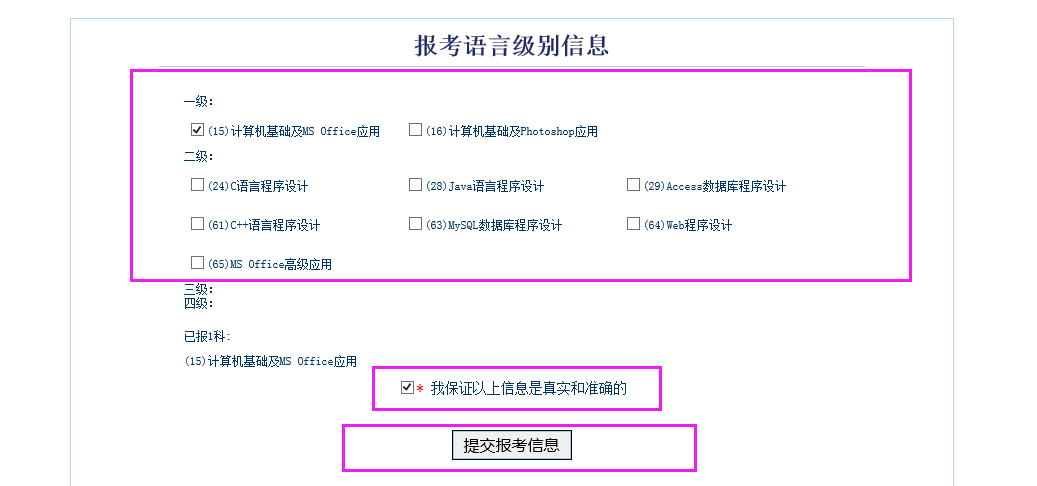 报考语言级别信息
一级:
(15)计算机基础及MS Office应用 (16)计算机基础及Photoshop应用
二级:
(24)C语言程序设计 (28)Java语言程序设计 (29)Access数据库程序设计
(61)C++语言程序设计 (63)MySQL数据库程序设计 (64)Web程序设计
(65)MS Office高级应用
三级:
四级:
已报1科:
(15)计算机基础及MS Office应用
* 我保证以上信息是真实和准确的
提交报考信息